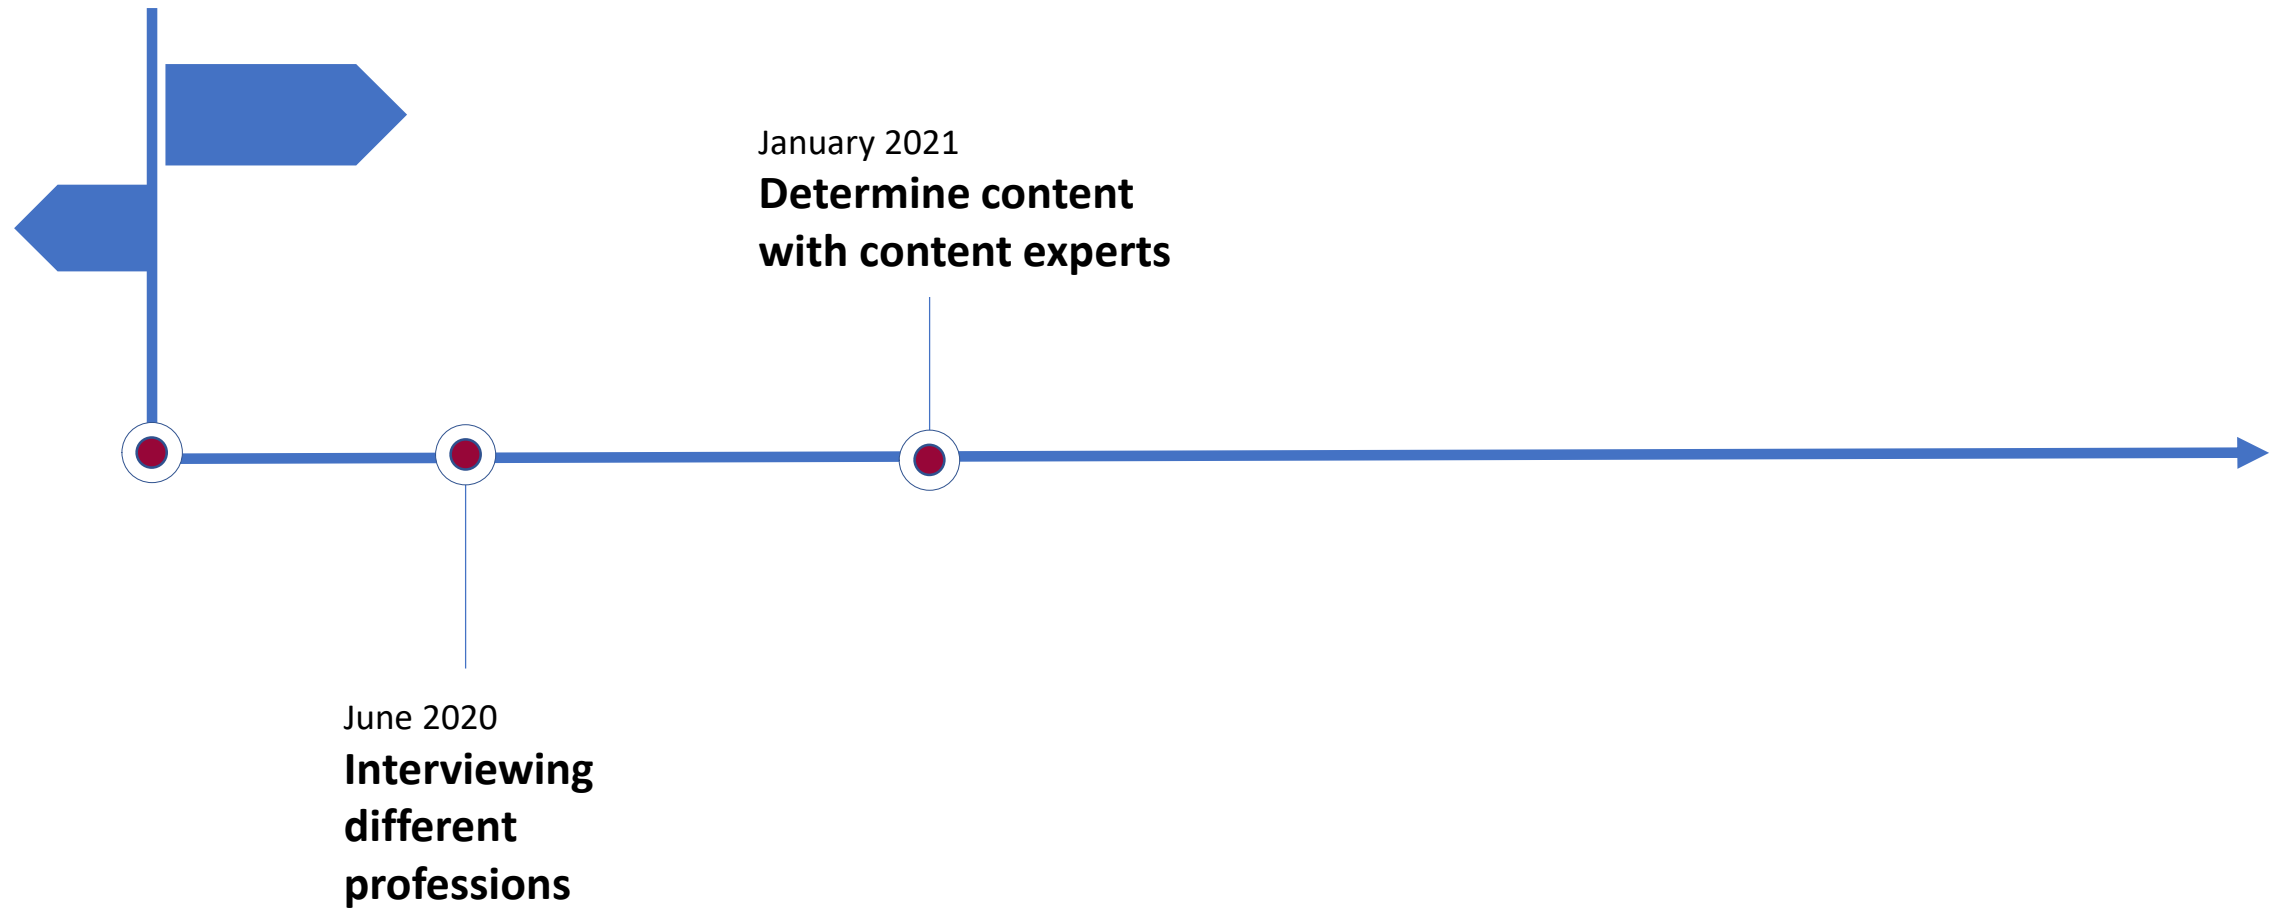 January 2021
Determine content
with content experts
June 2020
Interviewing
different
professions